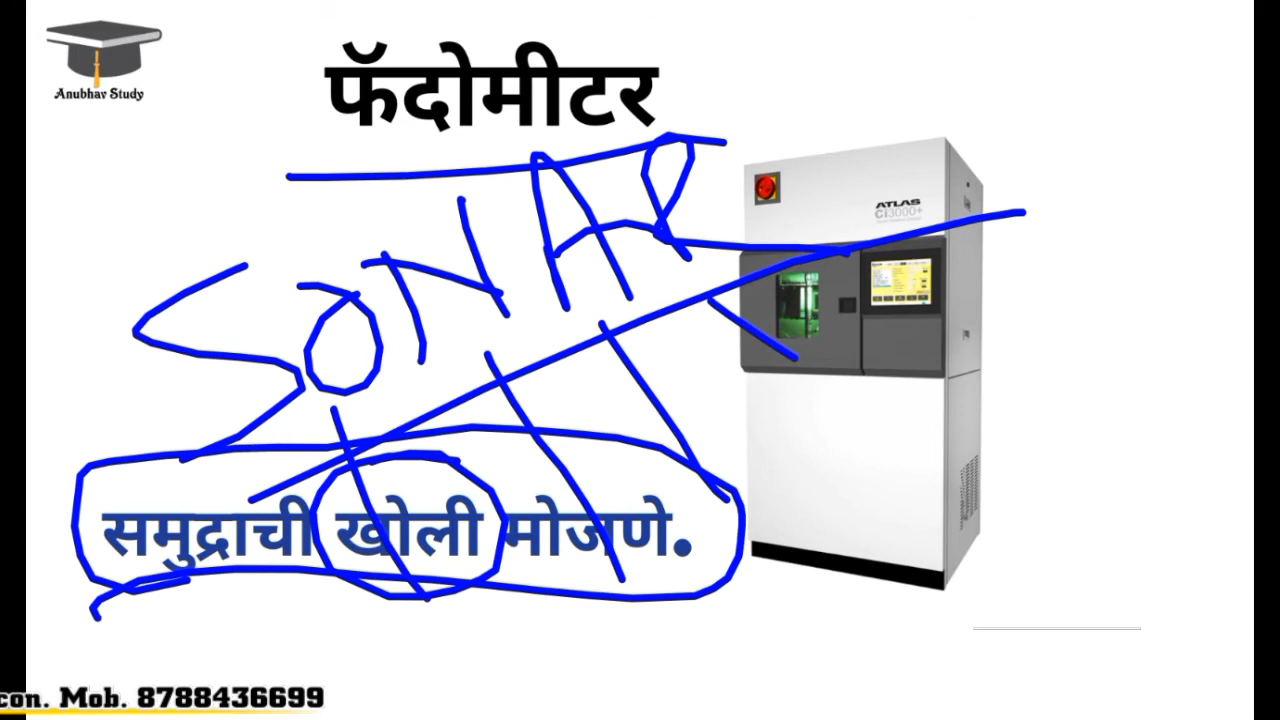 Anubhav Study
फॅदोमीटर
SONAR
ATLAS
Ci3000+
समुद्राची खोली मोजणे.
con. Mob. 8788436699